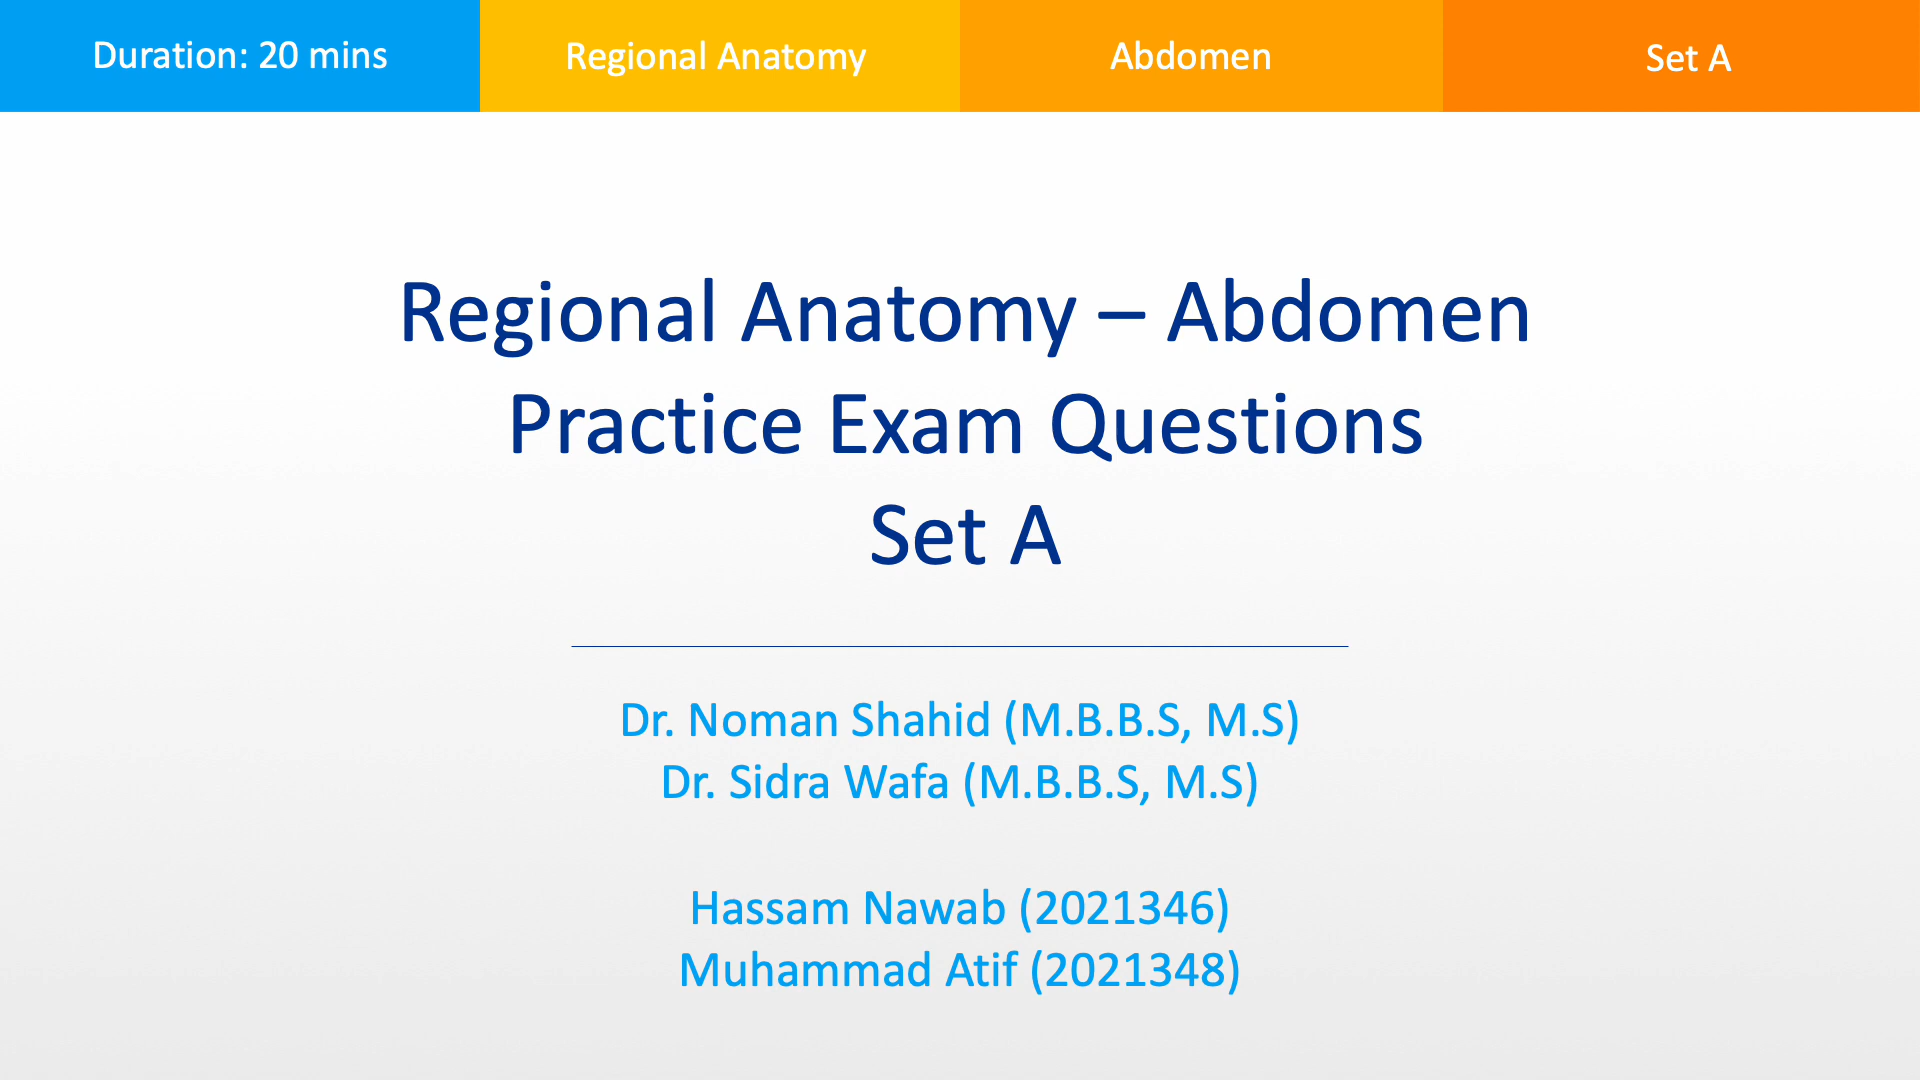 Duration: 20 mins
Regional Anatomy
Abdomen
Set A
Regional Anatomy – Abdomen
Practice Exam Questions
Set A
Dr. Noman Shahid (M.B.B.S, M.S)
Dr. Sidra Wafa (M.B.B.S, M.S)
Hassam Nawab (2021346)
Muhammad Atif (2021348)